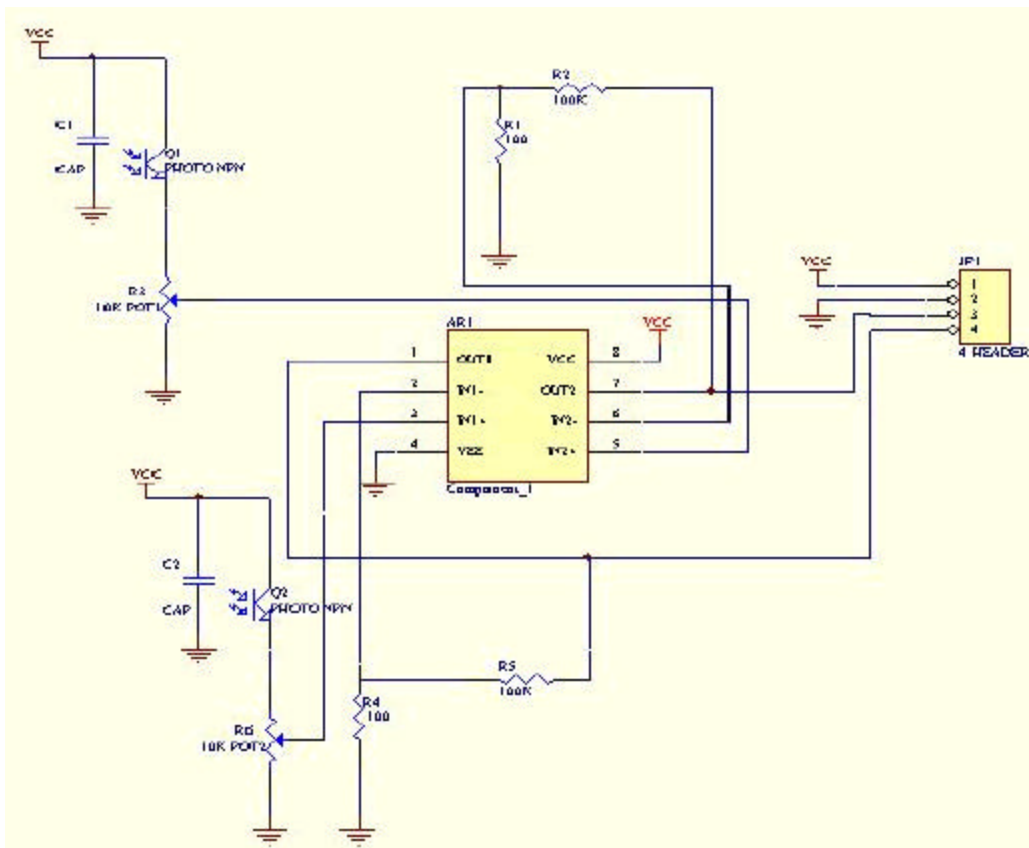 VCC
C1
CAP
Q1
PHOTO NPN
R3
10K POT1
R2
100K
R1
100
VCC
JP1
1
2
3
4
4 HEADER
AR1
VCC
1
OUT1
VCC
8
2
IN1-
OUT2
7
3
IN1+
IN2-
6
4
VEE
IN2+
5
Component_1
VCC
C2
CAP
Q2
PHOTO NPN
R6
10K POT2
R4
100
R5
100K